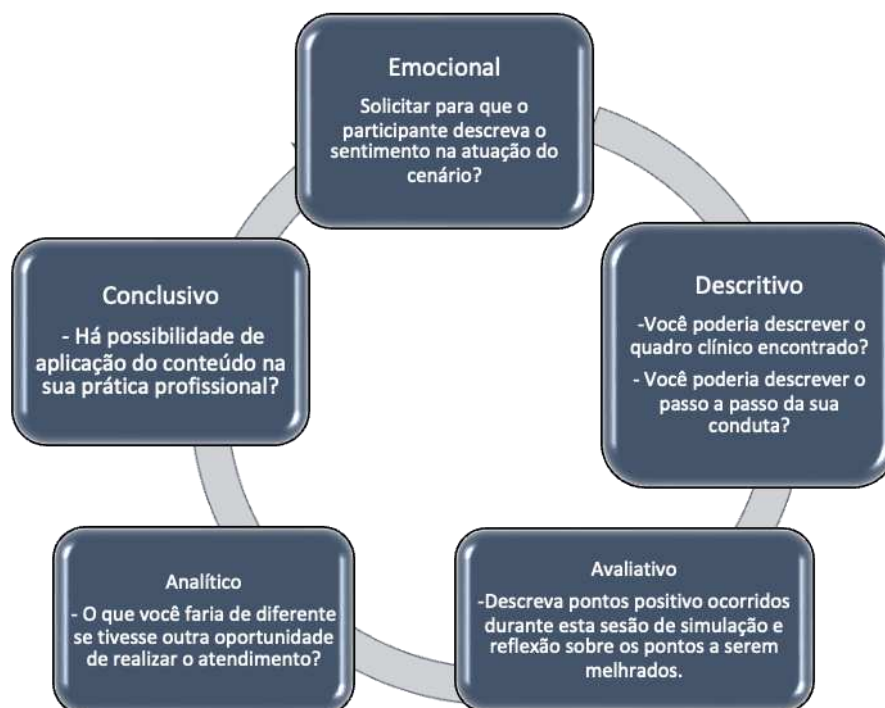 Emocional
Solicitar para que o
participante descreva o
sentimento na atuação do
cenário?
Descritivo
-Você poderia descrever o
quadro clínico encontrado?
- Você poderia descrever o
passo a passo da sua
conduta?
Avaliativo
-Descreva pontos positivo ocorridos
durante esta sesão de simulação e
reflexão sobre os pontos a serem
melhrados.
Analítico
- O que você faria de diferente
se tivesse outra oportunidade
de realizar o atendimento?
Conclusivo
- Há possibilidade de
aplicação do conteúdo na
sua prática profissional?